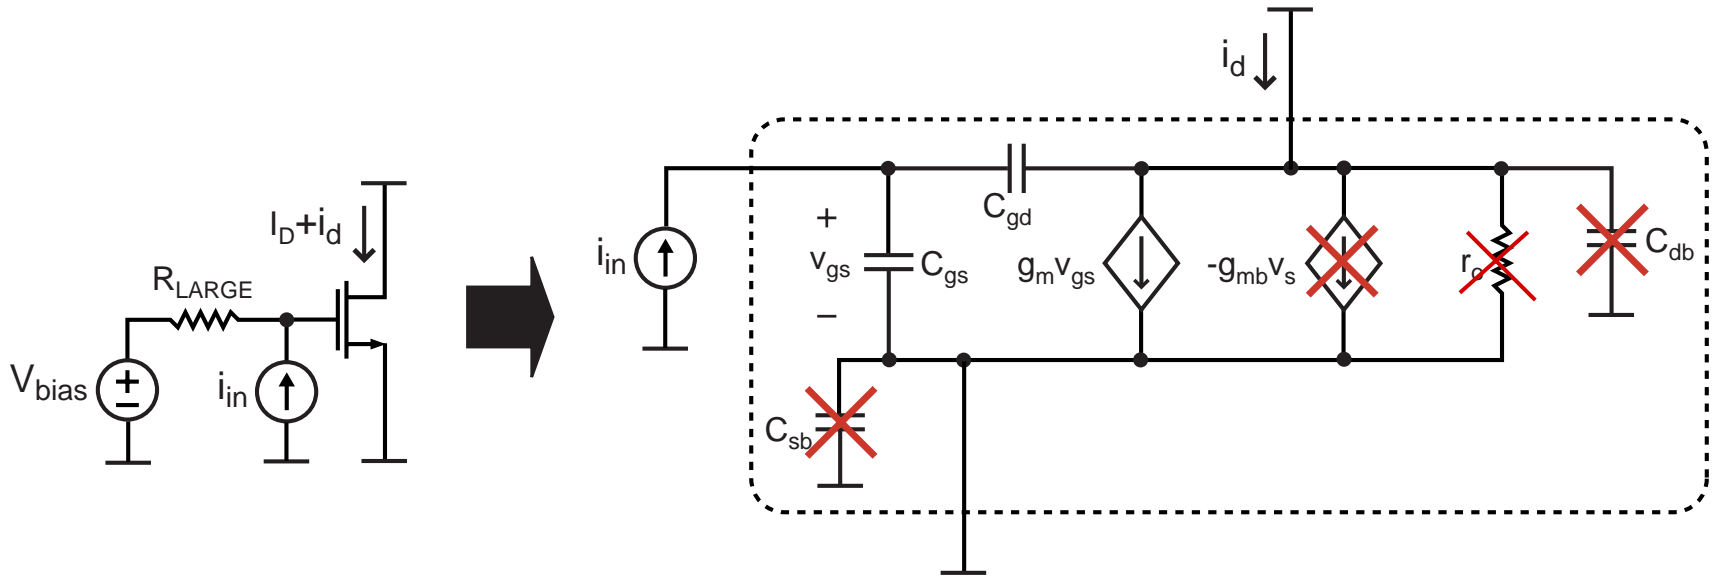 i_d
I_D+i_d
R_LARGE
V_bias
i_in
i_in
+
v_gs
−
C_gs
C_gd
g_m v_gs
-g_mb v_s
r_o
C_db
C_sb